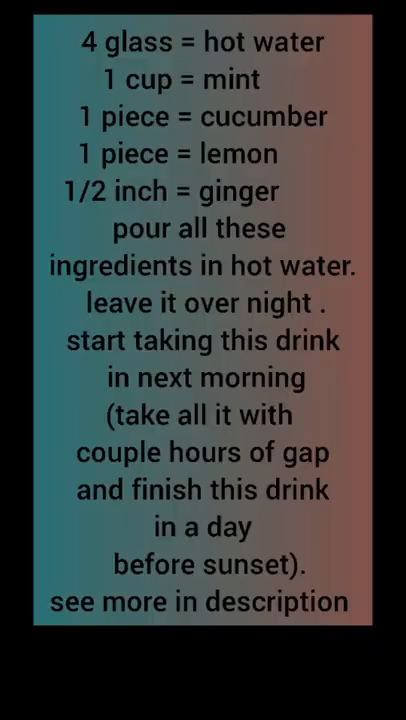 4 glass = hot water
1 cup = mint
1 piece = cucumber
1 piece = lemon
1/2 inch = ginger
pour all these
ingredients in hot water.
leave it over night .
start taking this drink
in next morning
(take all it with
couple hours of gap
and finish this drink
in a day
before sunset).
see more in description